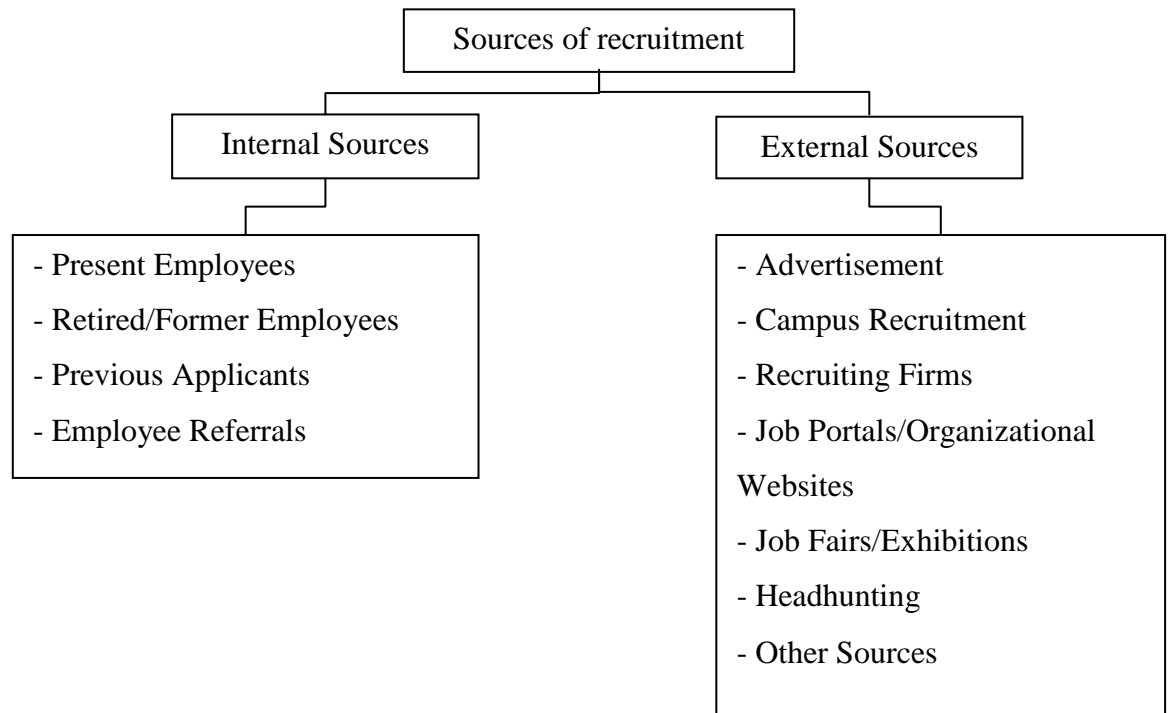 Sources of recruitment
Internal Sources
External Sources
- Present Employees
- Retired/Former Employees
- Previous Applicants
- Employee Referrals
- Advertisement
- Campus Recruitment
- Recruiting Firms
- Job Portals/Organizational
Websites
- Job Fairs/Exhibitions
- Headhunting
- Other Sources